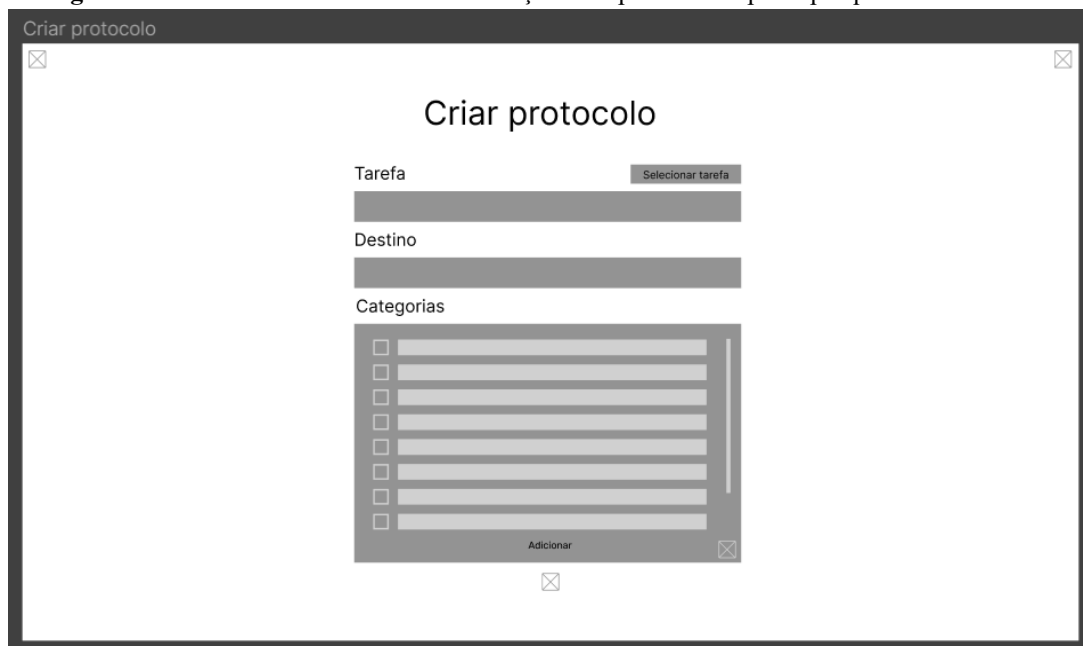 Criar protocolo
Criar protocolo
Tarefa
Selecionar tarefa
Destino
Categorias
Adicionar